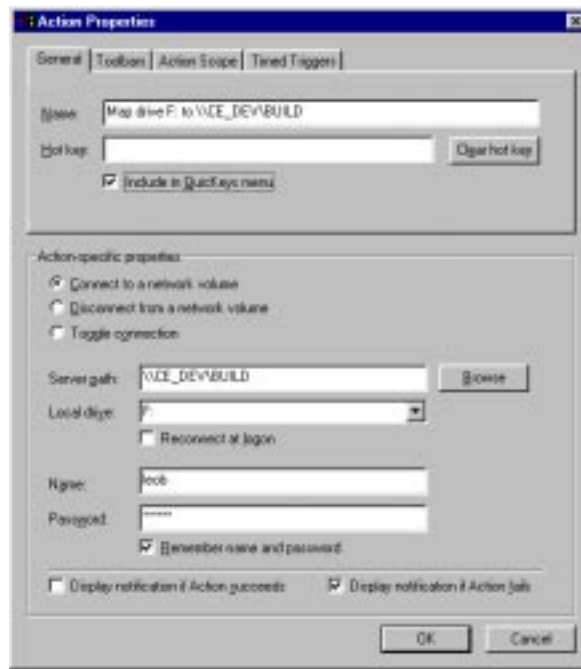 Action Properties
General Toolbars Action Scope Timed Triggers
Name: Map drive F: to \\CE_DEV\BUILD
Hot key: Clear hot key
Include in QuicKeys menu
Action-specific properties
Connect to a network volume
Disconnect from a network volume
Toggle connection
Server path: \\CE_DEV\BUILD Browse
Local drive: F:
Reconnect at logon
Name: leob
Password:
Remember name and password
Display notification if Action succeeds Display notification if Action fails
OK Cancel